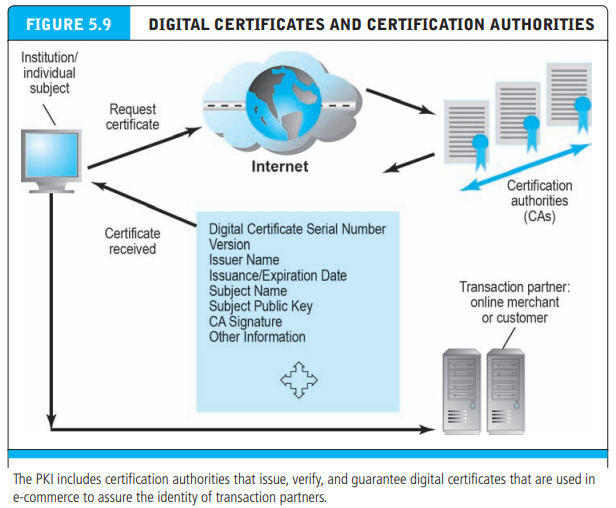 FIGURE 5.9
DIGITAL CERTIFICATES AND CERTIFICATION AUTHORITIES
Institution/
individual
subject
Request
certificate
Internet
Certification
authorities
(CAs)
Certificate
received
Digital Certificate Serial Number
Version
Issuer Name
Issuance/Expiration Date
Subject Name
Subject Public Key
CA Signature
Other Information
Transaction partner:
online merchant
or customer
The PKI includes certification authorities that issue, verify, and guarantee digital certificates that are used in
e-commerce to assure the identity of transaction partners.